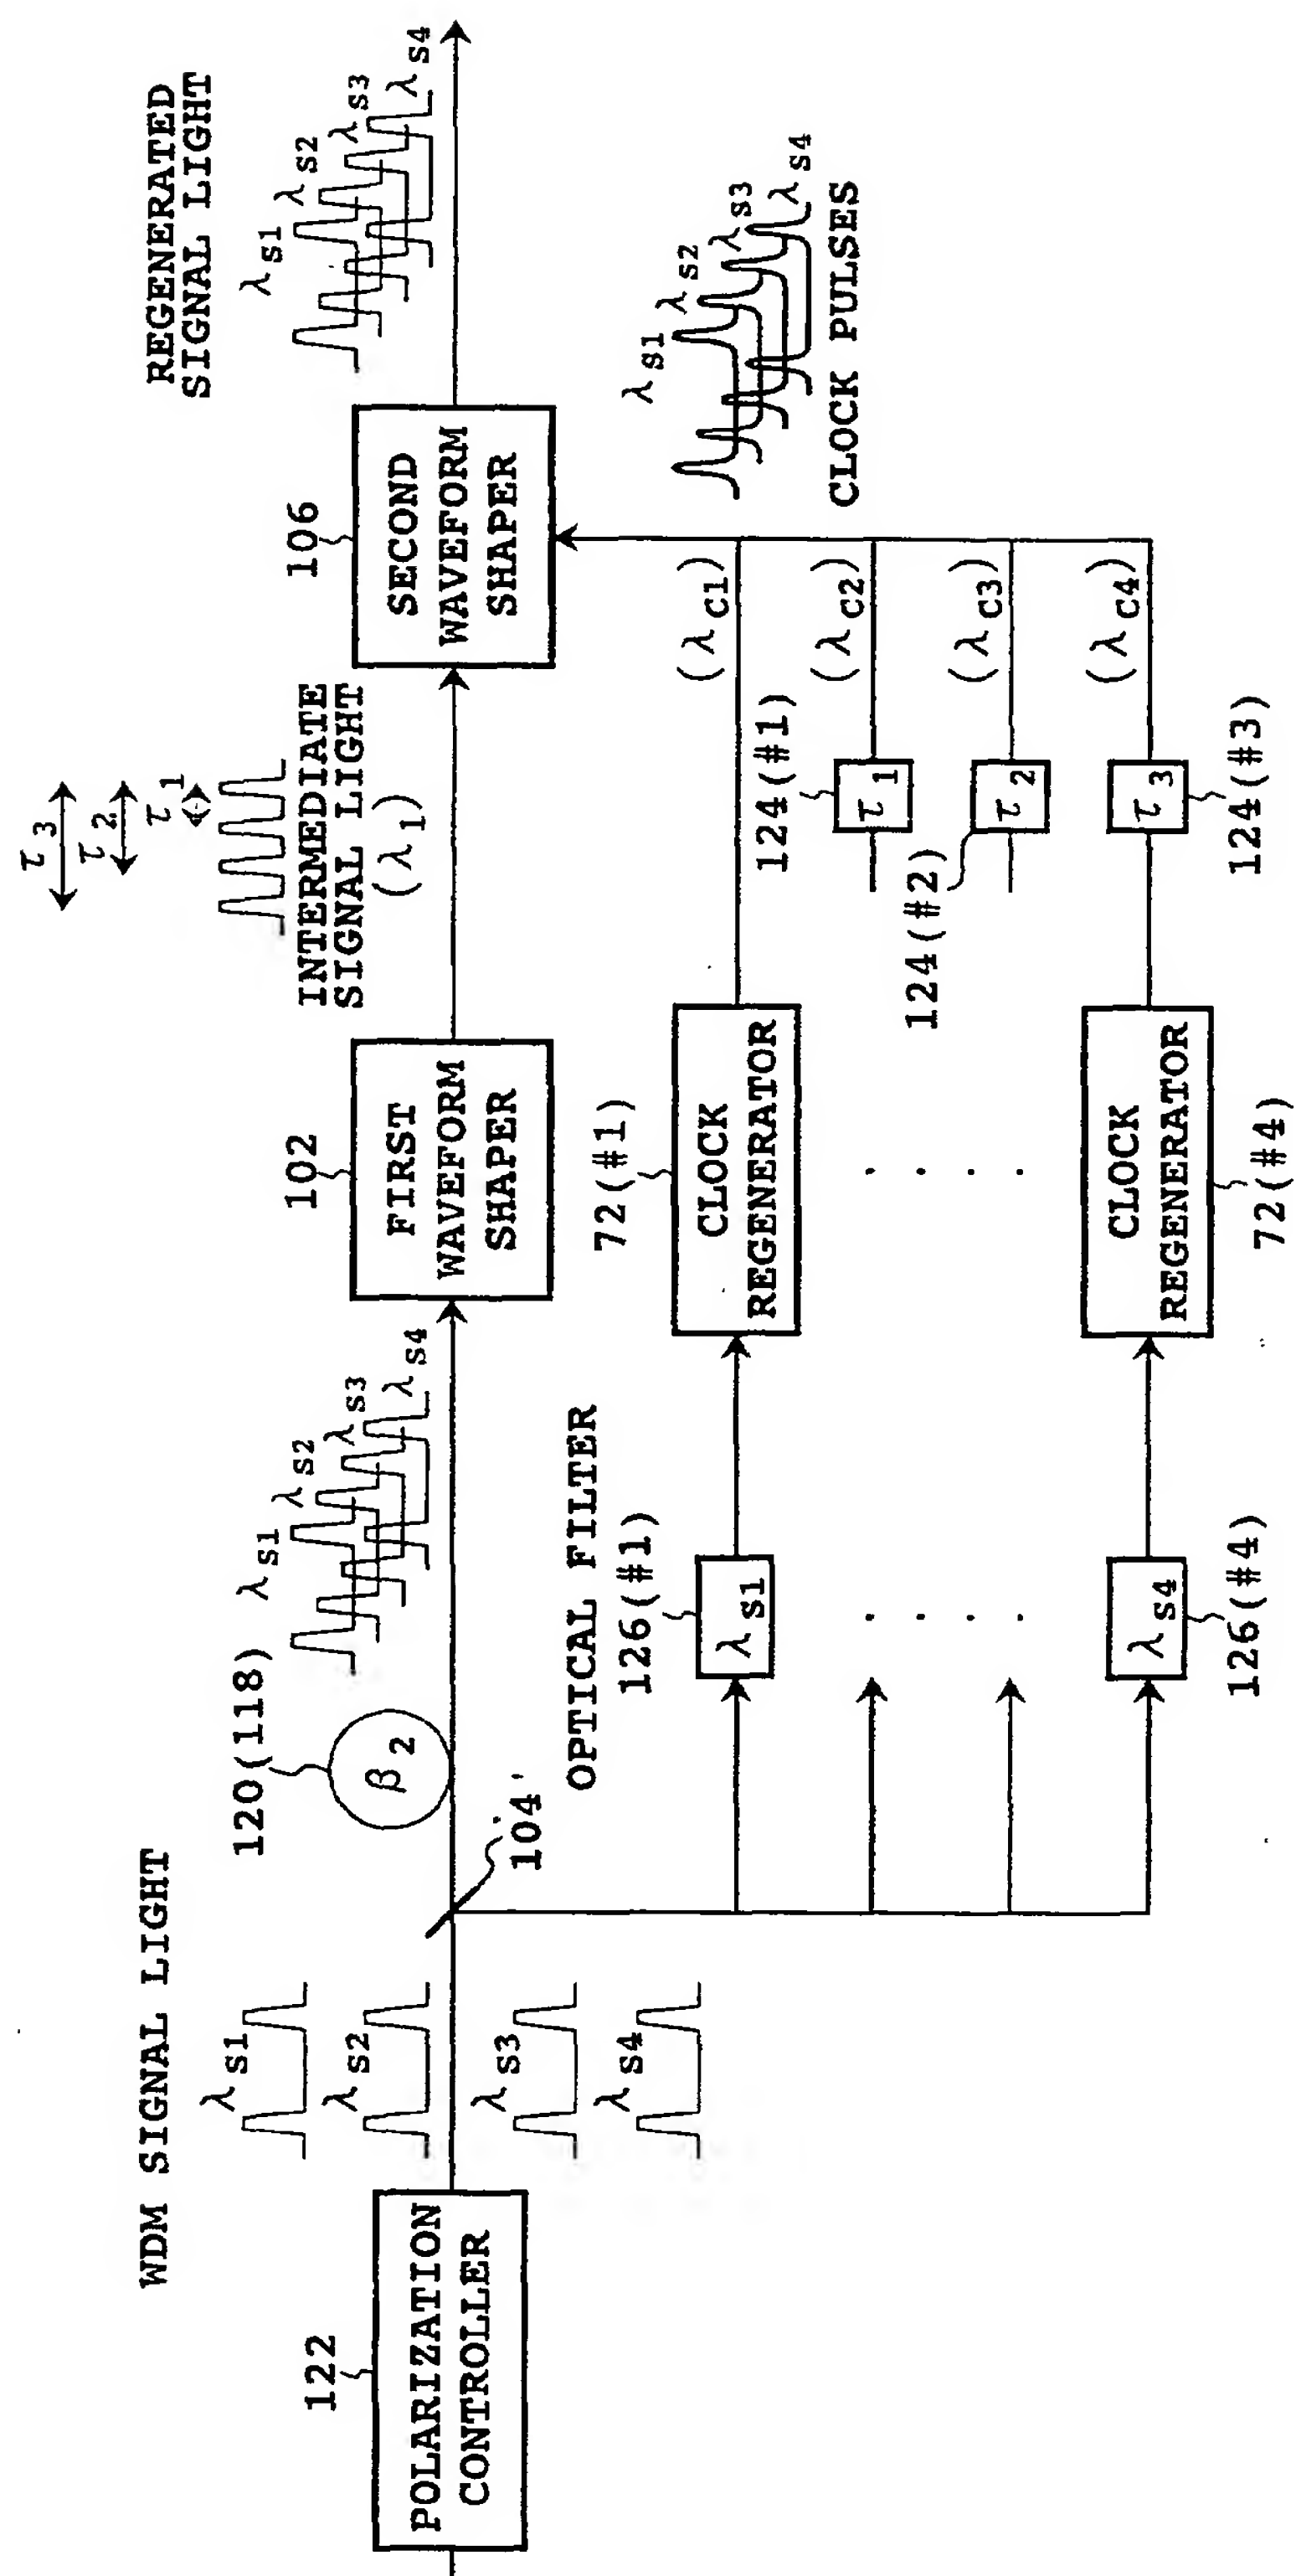 WDM SIGNAL LIGHT
λS1
λS2
λS3
λS4
122
POLARIZATION
CONTROLLER
104'
120(118)
β2
λS1
λS2
λS3
λS4
102
FIRST
WAVEFORM
SHAPER
τ3
τ2
τ1
INTERMEDIATE
SIGNAL LIGHT
(λ1)
106
SECOND
WAVEFORM
SHAPER
REGENERATED
SIGNAL LIGHT
λS1
λS2
λS3
λS4
OPTICAL FILTER
126(#1)
λS1
72(#1)
CLOCK
REGENERATOR
(λC1)
124(#1)
τ1
(λC2)
124(#2)
τ2
(λC3)
λS4
126(#4)
CLOCK
REGENERATOR
72(#4)
τ3
124(#3)
(λC4)
λS1
λS2
λS3
λS4
CLOCK PULSES